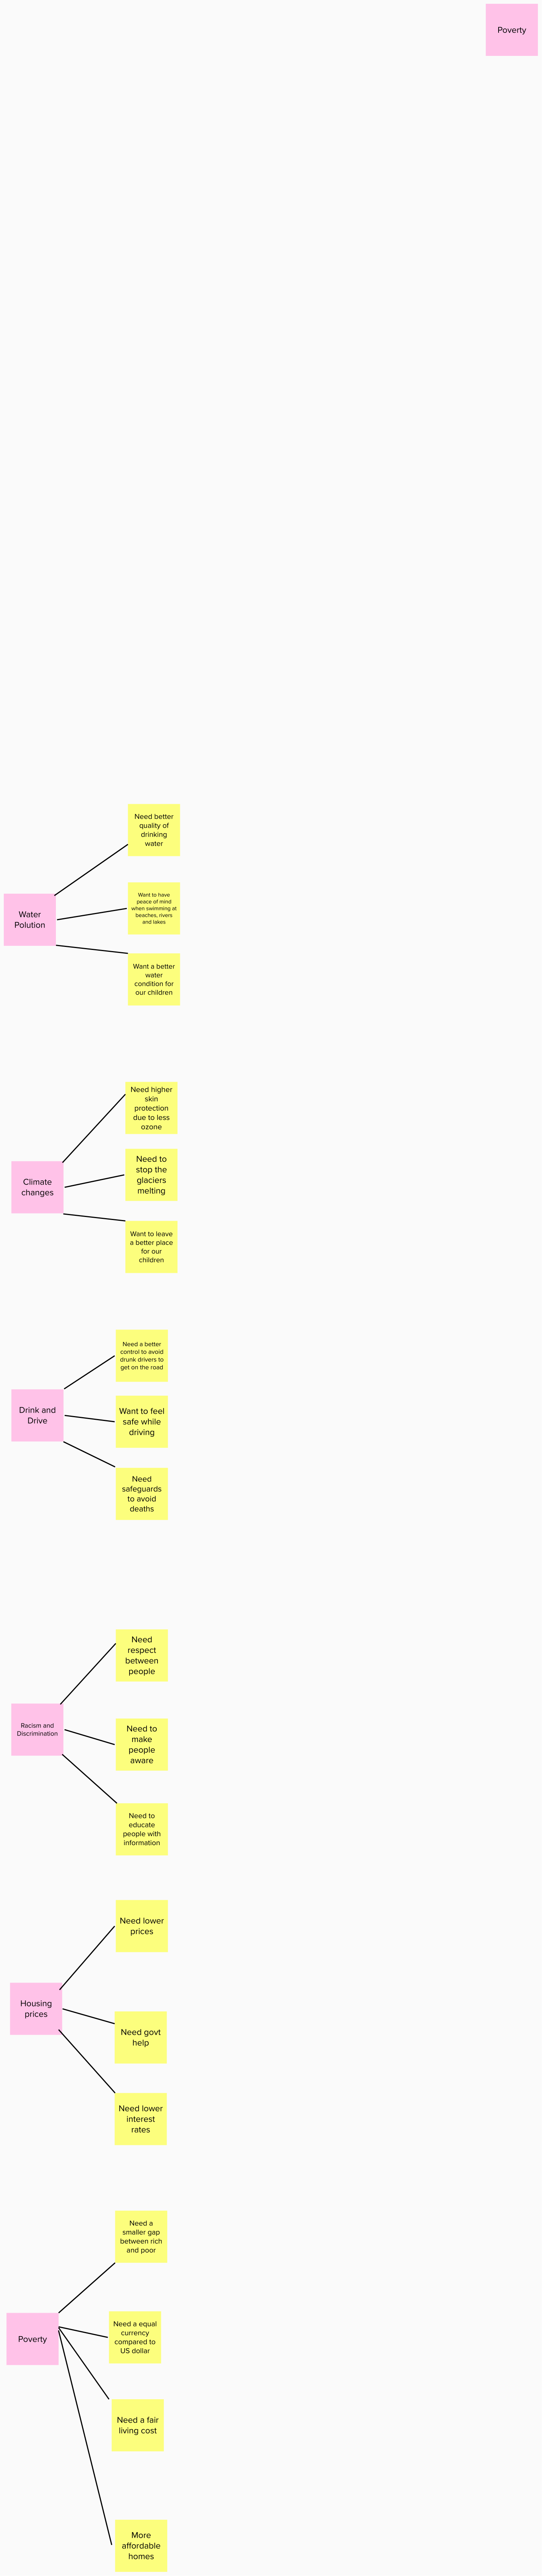 Poverty
Need better
quality of
drinking
water
Want to have
peace of mind
when swimming at
beaches, rivers
and lakes
Water
Polution
Want a better
water
condition for
our children
Need higher
skin
protection
due to less
ozone
Need to
stop the
glaciers
melting
Climate
changes
Want to leave
a better place
for our
children
Need a better
control to avoid
drunk drivers to
get on the road
Drink and
Drive
Want to feel
safe while
driving
Need
safeguards
to avoid
deaths
Need
respect
between
people
Racism and
Discrimination
Need to
make
people
aware
Need to
educate
people with
information
Need lower
prices
Housing
prices
Need govt
help
Need lower
interest
rates
Need a
smaller gap
between rich
and poor
Poverty
Need a equal
currency
compared to
US dollar
Need a fair
living cost
More
affordable
homes